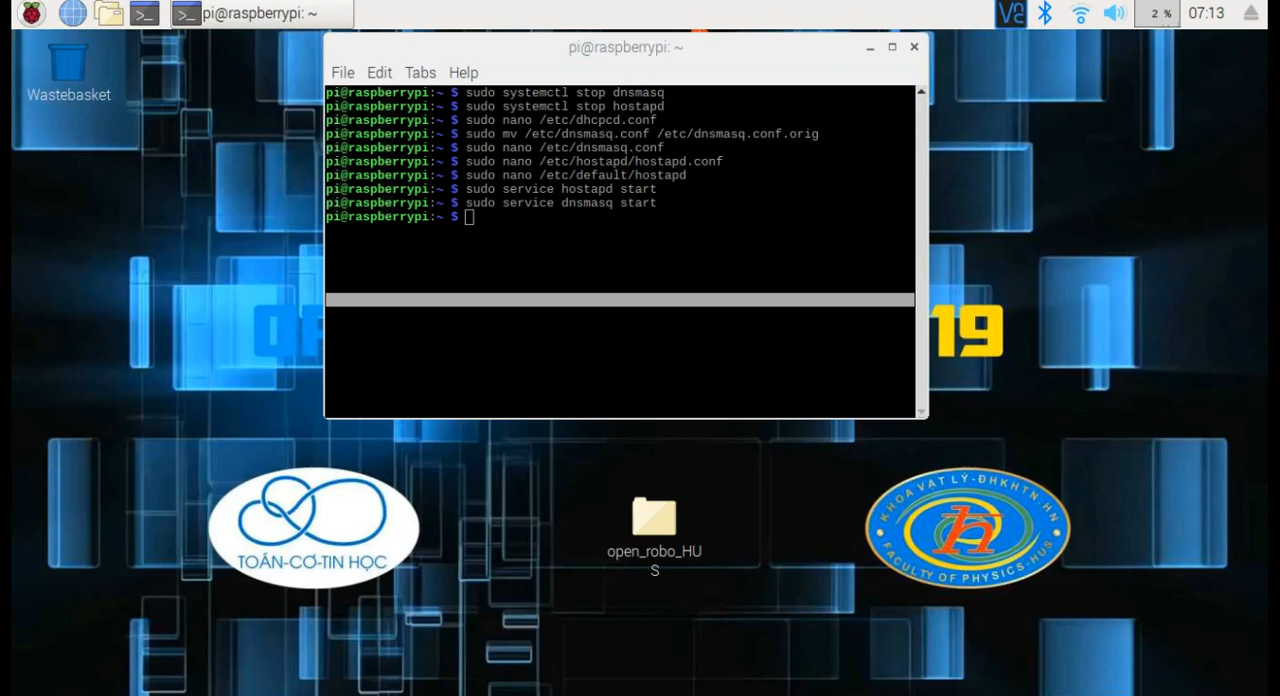 pi@raspberrypi: ~
2 %
07:13
pi@raspberrypi: ~
File Edit Tabs Help
Wastebasket
pi@raspberrypi:~ $ sudo systemctl stop dnsmasq
pi@raspberrypi:~ $ sudo systemctl stop hostapd
pi@raspberrypi:~ $ sudo nano /etc/dhcpcd.conf
pi@raspberrypi:~ $ sudo mv /etc/dnsmasq.conf /etc/dnsmasq.conf.orig
pi@raspberrypi:~ $ sudo nano /etc/dnsmasq.conf
pi@raspberrypi:~ $ sudo nano /etc/hostapd/hostapd.conf
pi@raspberrypi:~ $ sudo nano /etc/default/hostapd
pi@raspberrypi:~ $ sudo service hostapd start
pi@raspberrypi:~ $ sudo service dnsmasq start
pi@raspberrypi:~ $
19
TOÁN-CƠ-TIN HỌC
open_robo_HU
S
KHOA VẬT LÝ-ĐHKHTN.HN
FACULTY OF PHYSICS-HUS